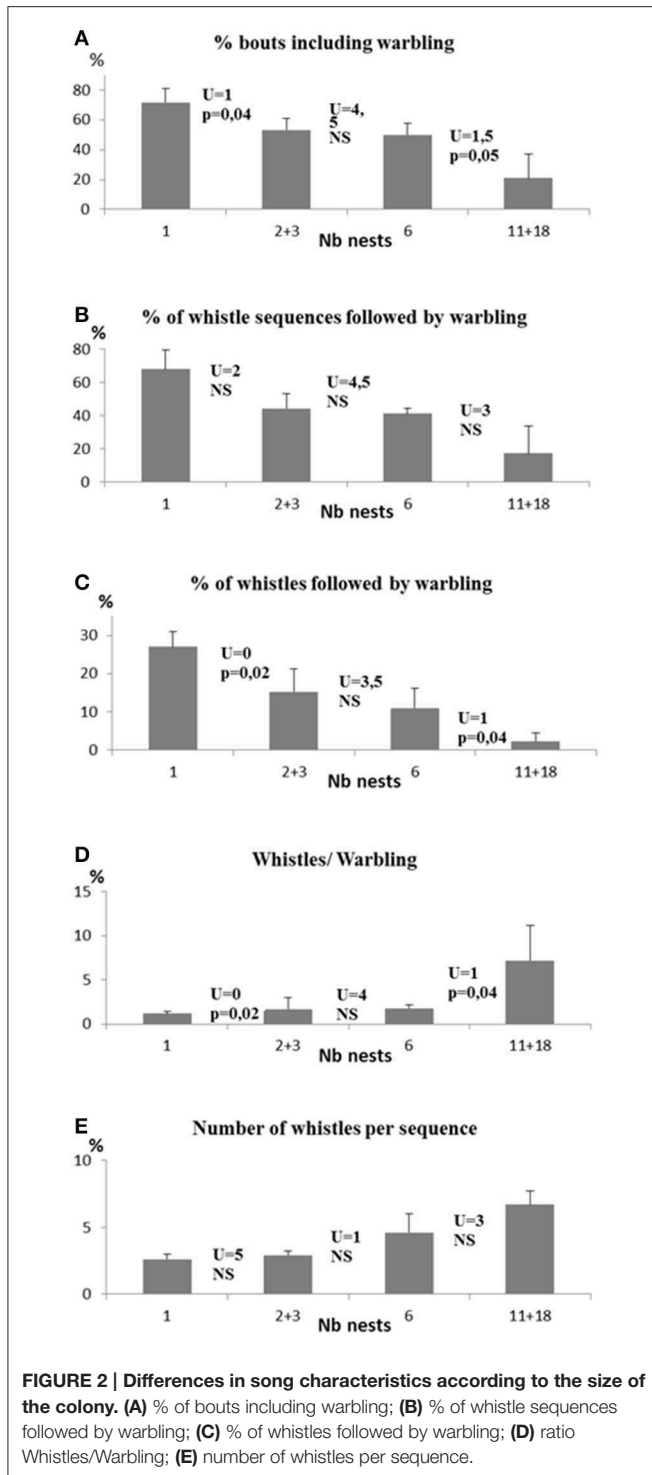 A % bouts including warbling
%
80
60
40
20
0
U=1
p=0,04
U=4,
5
NS
U=1,5
p=0,05
1 2+3 6 11+18
Nb nests
B % of whistle sequences followed by warbling
%
80
60
40
20
0
U=2
NS
U=4,5
NS
U=3
NS
1 2+3 6 11+18
Nb nests
C % of whistles followed by warbling
%
30
20
10
0
U=0
p=0,02
U=3,5
NS
U=1
p=0,04
1 2+3 6 11+18
Nb nests
D Whistles/ Warbling
%
15
10
5
0
U=0
p=0,02
U=4
NS
U=1
p=0,04
1 2+3 6 11+18
Nb nests
E Number of whistles per sequence
%
10
5
0
U=5
NS
U=1
NS
U=3
NS
1 2+3 6 11+18
Nb nests
FIGURE 2 | Differences in song characteristics according to the size of
the colony. (A) % of bouts including warbling; (B) % of whistle sequences
followed by warbling; (C) % of whistles followed by warbling; (D) ratio
Whistles/Warbling; (E) number of whistles per sequence.